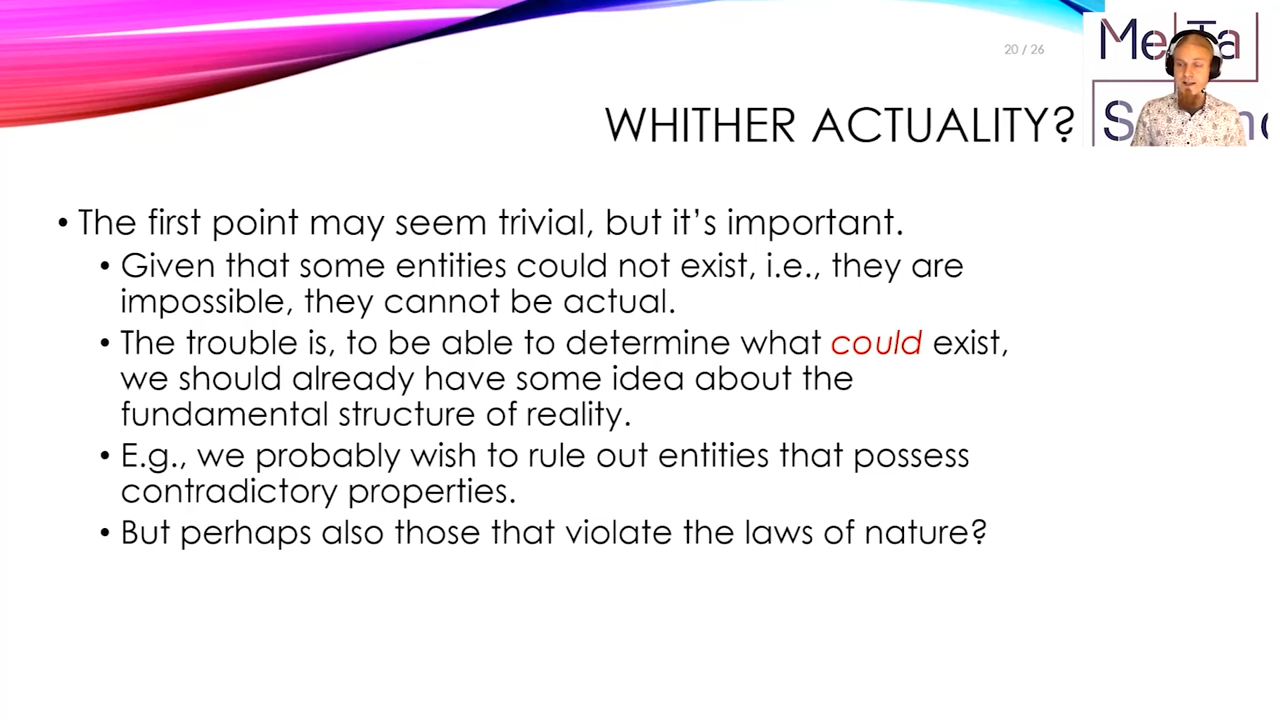 20 / 26
Me Ta
WHITHER ACTUALITY?
S
• The first point may seem trivial, but it's important.
• Given that some entities could not exist, i.e., they are
impossible, they cannot be actual.
• The trouble is, to be able to determine what could exist,
we should already have some idea about the
fundamental structure of reality.
• E.g., we probably wish to rule out entities that possess
contradictory properties.
• But perhaps also those that violate the laws of nature?